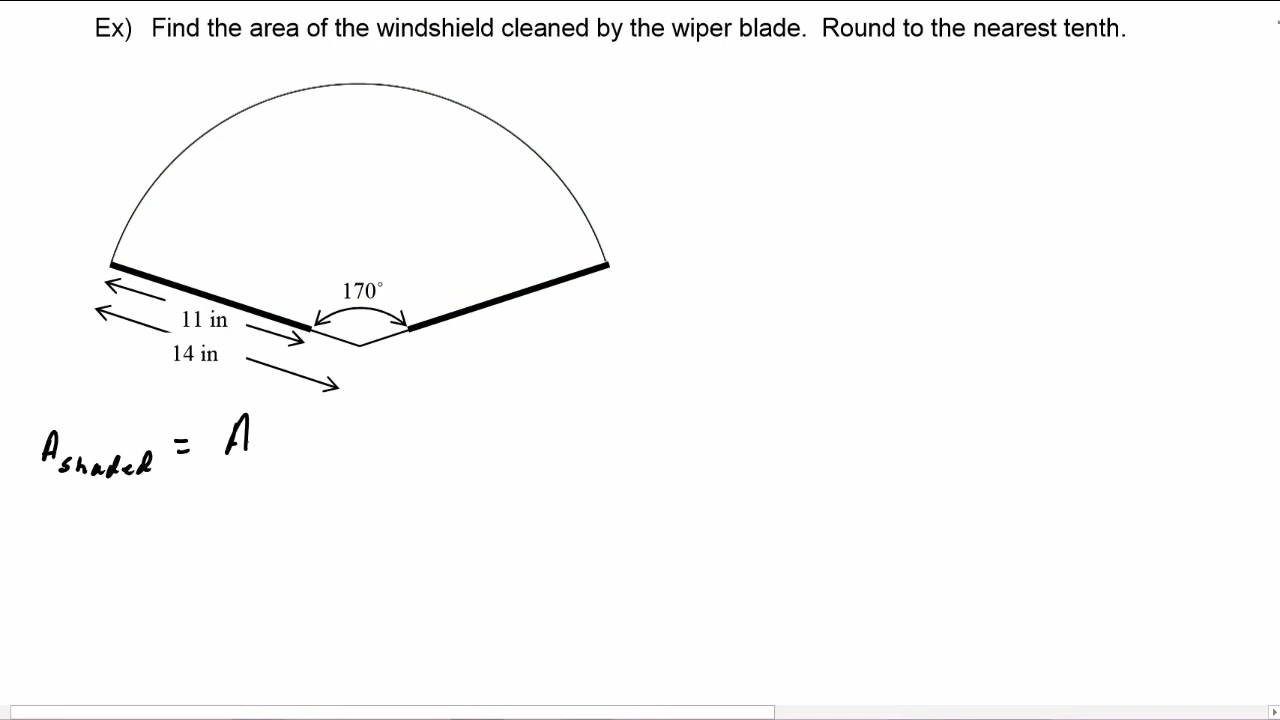 Ex) Find the area of the windshield cleaned by the wiper blade. Round to the nearest tenth.
170°
11 in
14 in
A shaded = A